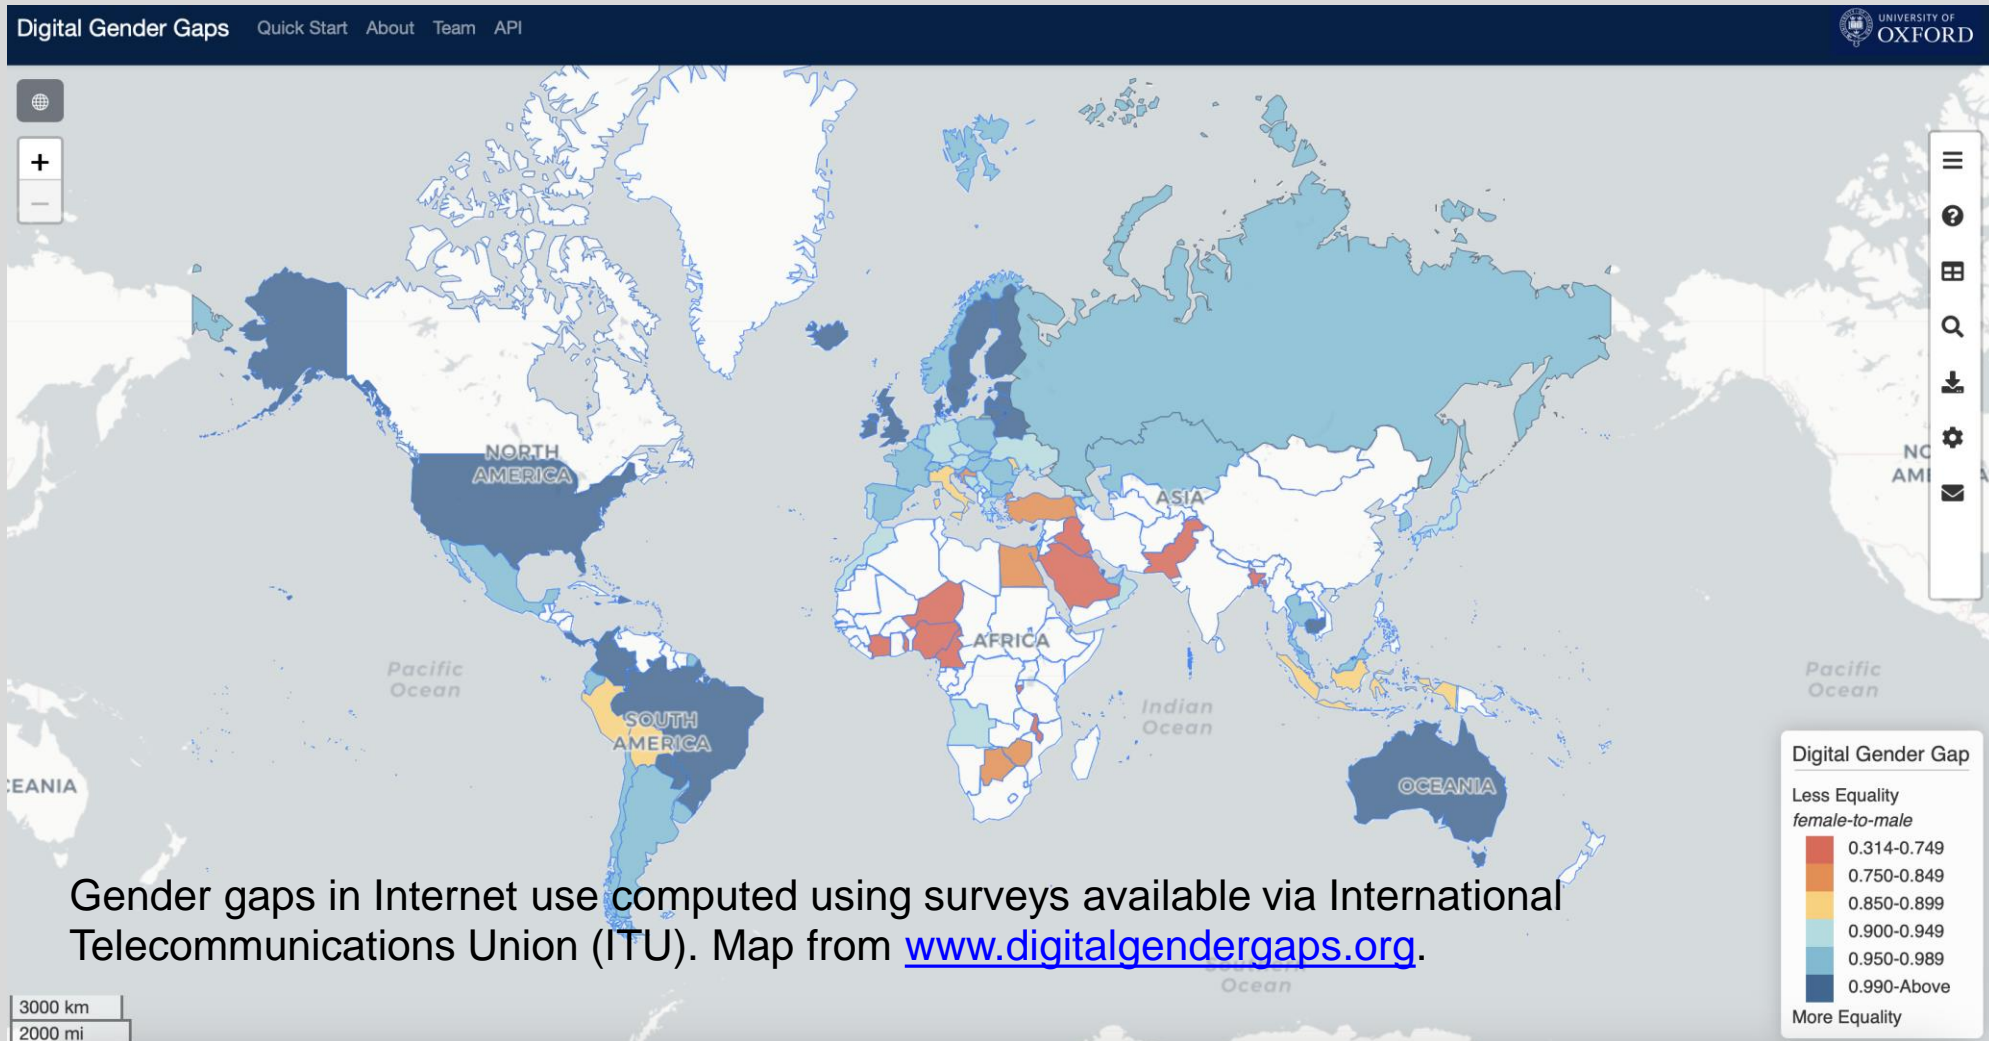 Digital Gender Gaps Quick Start About Team API
UNIVERSITY OF
OXFORD
+
−
NORTH
AMERICA
ASIA
AFRICA
Pacific
Ocean
SOUTH
AMERICA
Indian
Ocean
OCEANIA
Pacific
Ocean
Digital Gender Gap
Less Equality
female-to-male
0.314-0.749
0.750-0.849
0.850-0.899
0.900-0.949
0.950-0.989
0.990-Above
More Equality
Gender gaps in Internet use computed using surveys available via International
Telecommunications Union (ITU). Map from www.digitalgendergaps.org.
Ocean
3000 km
2000 mi